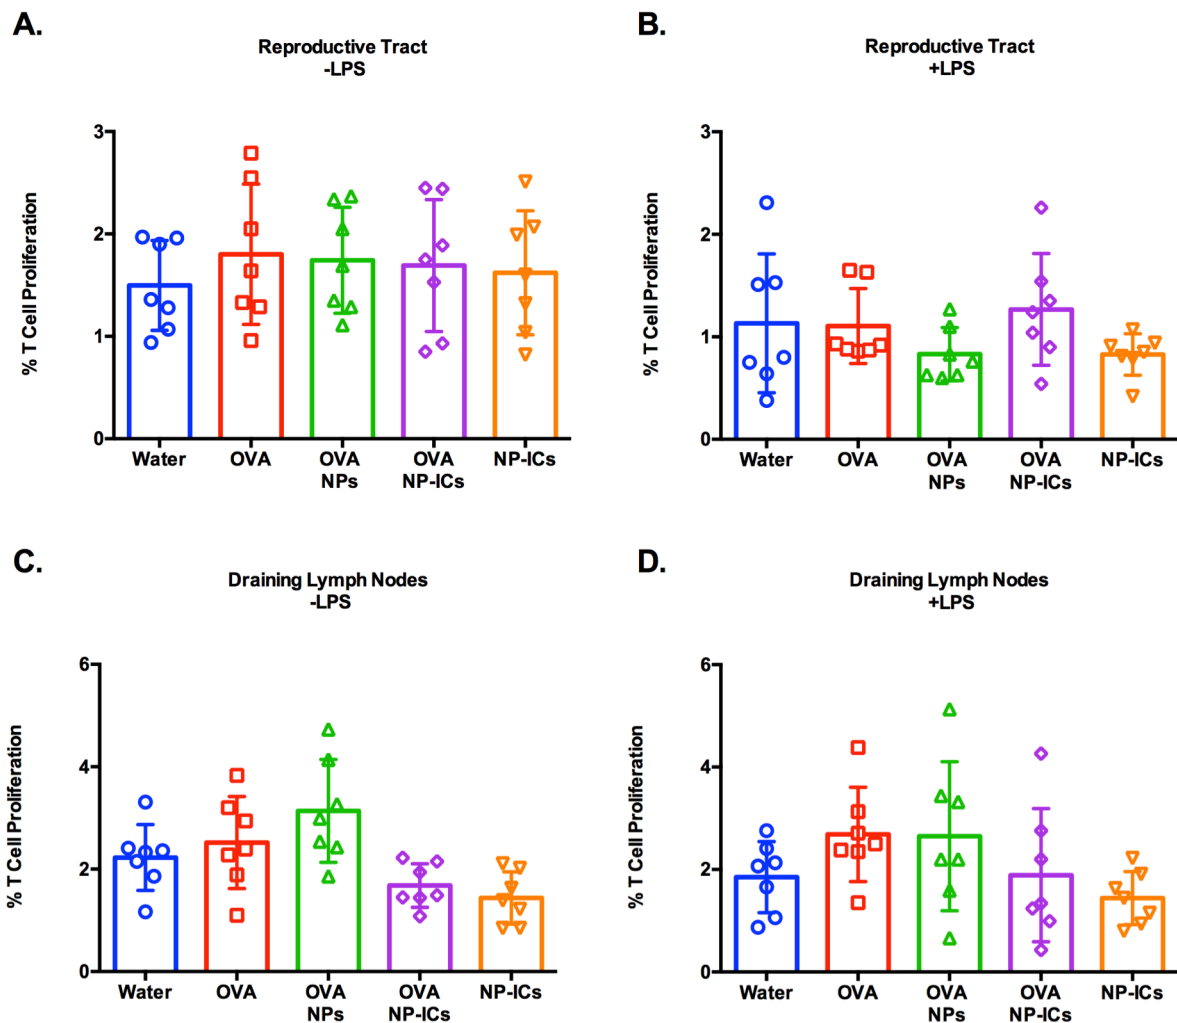 A.
Reproductive Tract
-LPS
% T Cell Proliferation
3
2
1
0
Water
OVA
OVA
NPs
OVA
NP-ICs
NP-ICs
B.
Reproductive Tract
+LPS
% T Cell Proliferation
3
2
1
0
Water
OVA
OVA
NPs
OVA
NP-ICs
NP-ICs
C.
Draining Lymph Nodes
-LPS
% T Cell Proliferation
6
4
2
0
Water
OVA
OVA
NPs
OVA
NP-ICs
NP-ICs
D.
Draining Lymph Nodes
+LPS
% T Cell Proliferation
6
4
2
0
Water
OVA
OVA
NPs
OVA
NP-ICs
NP-ICs